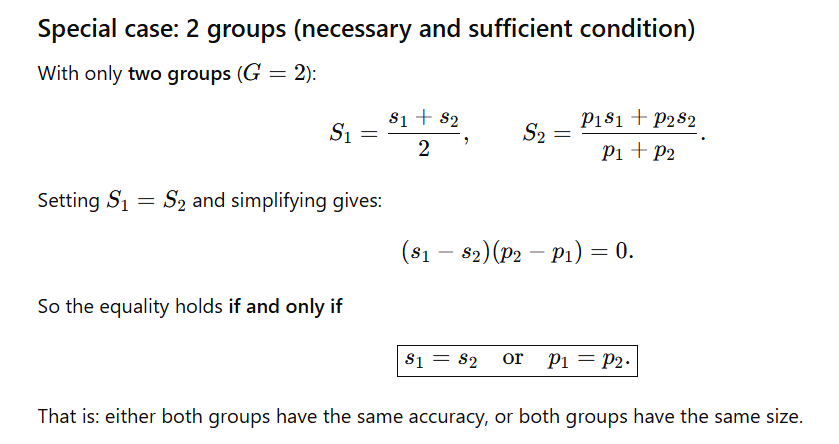 Special case: 2 groups (necessary and sufficient condition)
With only two groups (G = 2):
S₁ = (s₁ + s₂)/2, S₂ = (p₁s₁ + p₂s₂)/(p₁ + p₂).
Setting S₁ = S₂ and simplifying gives:
(s₁ − s₂)(p₂ − p₁) = 0.
So the equality holds if and only if
s₁ = s₂ or p₁ = p₂.
That is: either both groups have the same accuracy, or both groups have the same size.